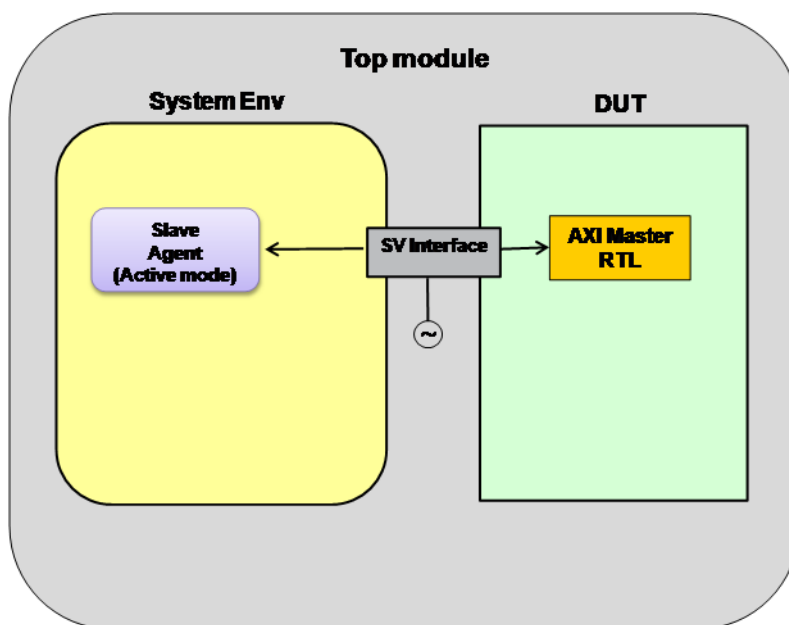 Top module
System Env
DUT
Slave
Agent
(Active mode)
SV Interface
~
AXI Master
RTL